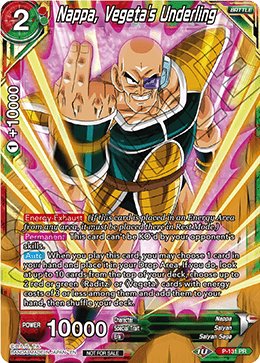 BATTLE
2
Nappa, Vegeta's Underling
1 +10000
Energy-Exhaust (If this card is placed in an Energy Area
from any area, it must be placed there in Rest Mode.)
Permanent This card can't be KO'd by your opponent's
skills.
Auto When you play this card, you may choose 1 card in
your hand and place it in your Drop Area. If you do, look
at up to 10 cards from the top of your deck, choose up to
2 red or green ‹Raditz› or ‹Vegeta› cards with energy
costs of 2 or less among them and add them to your
hand, then shuffle your deck.
POWER
10000
NOT FOR SALE
Character
Nappa
Special Trait
Saiyan
Era
Saiyan Saga
P-131 PR